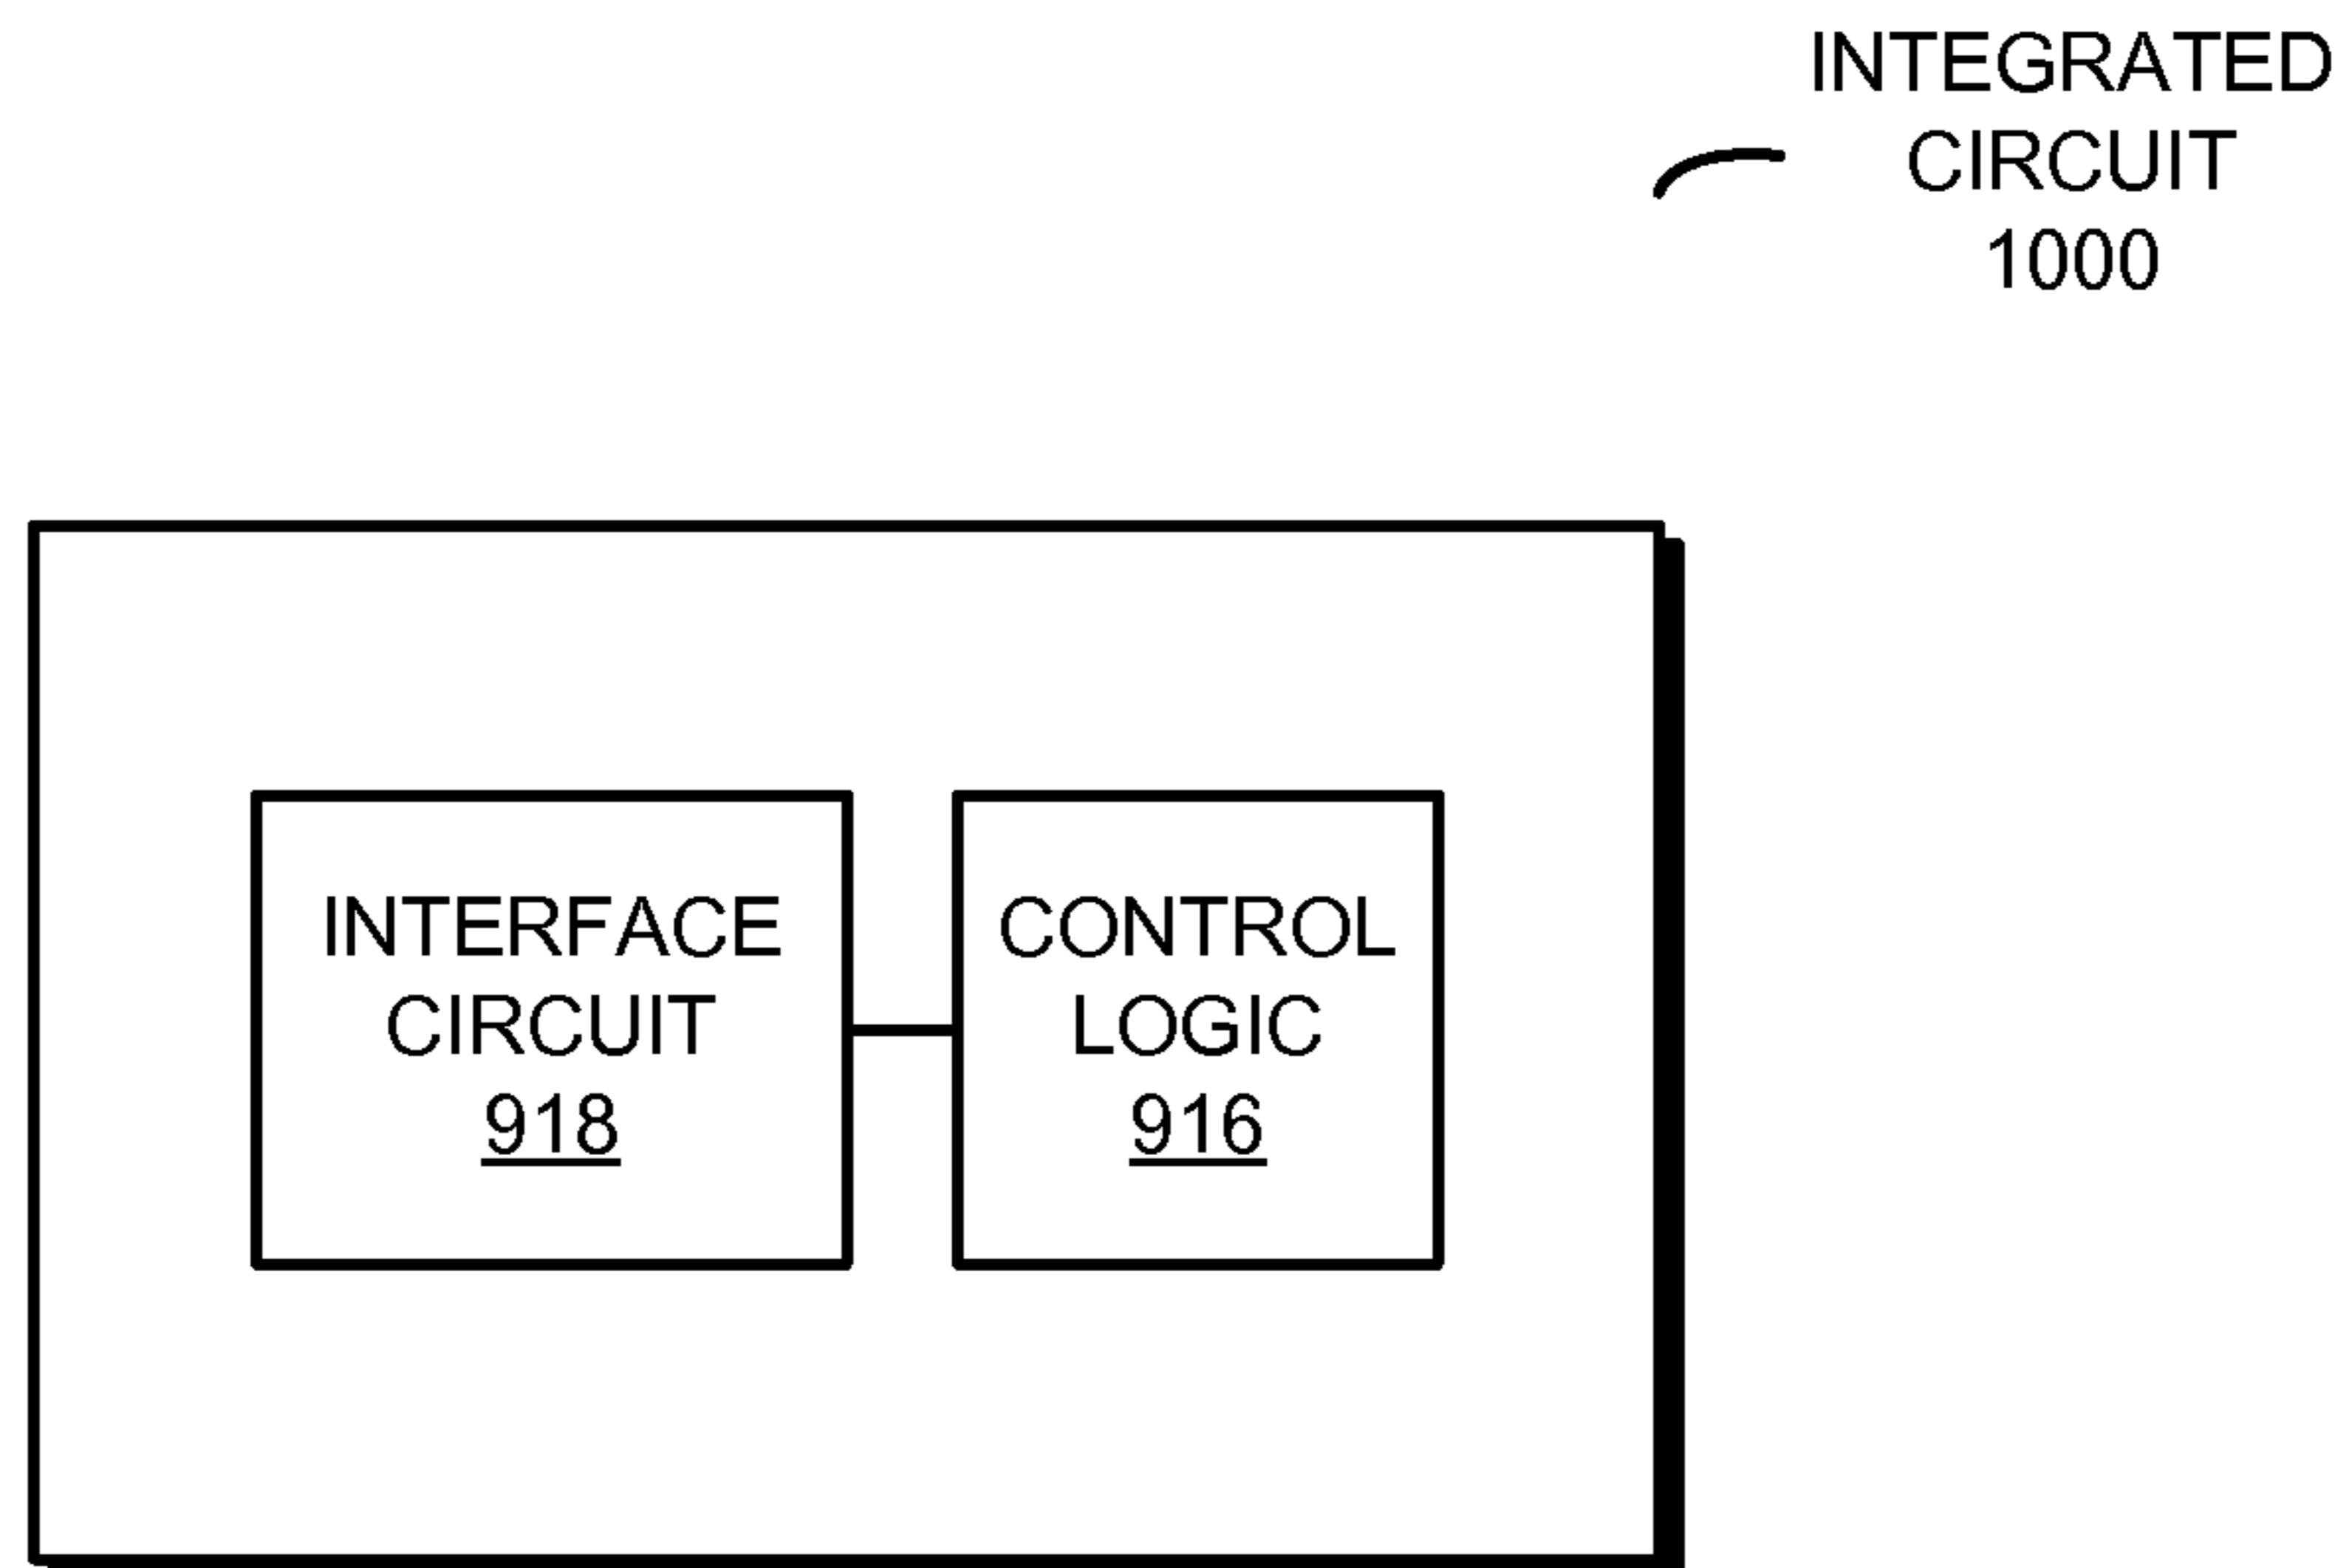 INTEGRATED
CIRCUIT
1000
INTERFACE
CIRCUIT
918
CONTROL
LOGIC
916